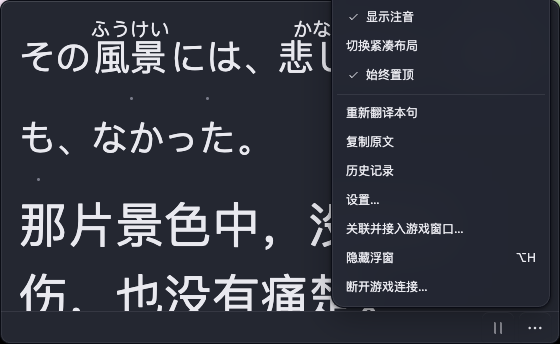 ふうけい かな
その風景には、悲し
も、なかった。
那片景色中，
伤，也没有痛楚。
显示注音
切换紧凑布局
始终置顶
重新翻译本句
复制原文
历史记录
设置...
关联并接入游戏窗口...
隐藏浮窗 ⌥H
断开游戏连接...